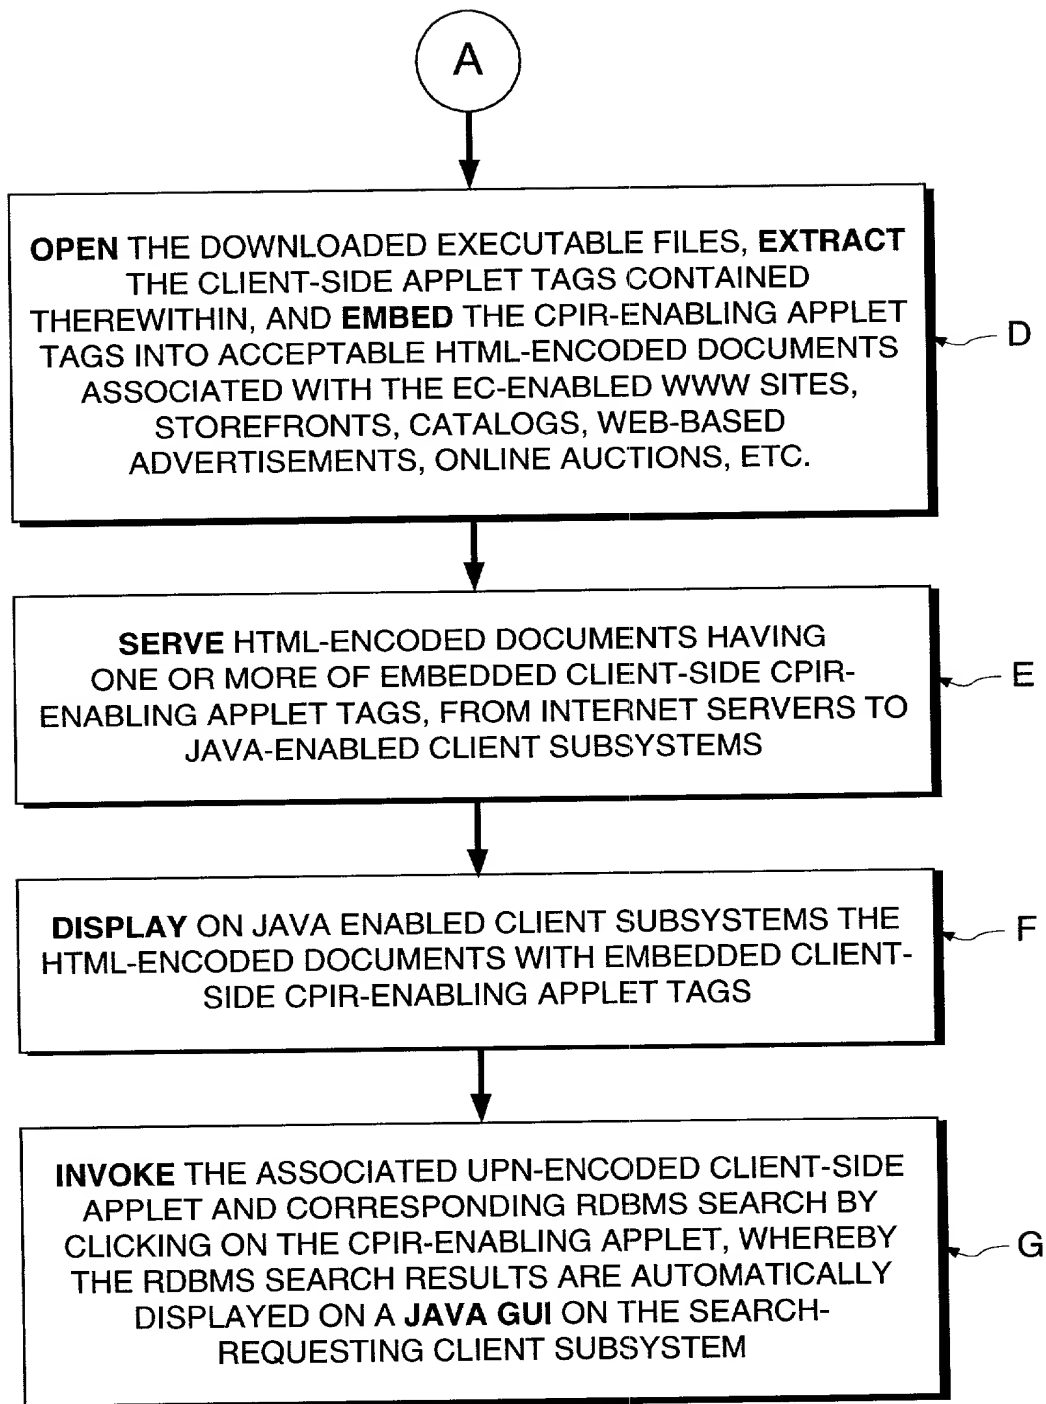 A
OPEN THE DOWNLOADED EXECUTABLE FILES, EXTRACT
THE CLIENT-SIDE APPLET TAGS CONTAINED
THEREWITHIN, AND EMBED THE CPIR-ENABLING APPLET
TAGS INTO ACCEPTABLE HTML-ENCODED DOCUMENTS
ASSOCIATED WITH THE EC-ENABLED WWW SITES,
STOREFRONTS, CATALOGS, WEB-BASED
ADVERTISEMENTS, ONLINE AUCTIONS, ETC.
D
SERVE HTML-ENCODED DOCUMENTS HAVING
ONE OR MORE OF EMBEDDED CLIENT-SIDE CPIR-
ENABLING APPLET TAGS, FROM INTERNET SERVERS TO
JAVA-ENABLED CLIENT SUBSYSTEMS
E
DISPLAY ON JAVA ENABLED CLIENT SUBSYSTEMS THE
HTML-ENCODED DOCUMENTS WITH EMBEDDED CLIENT-
SIDE CPIR-ENABLING APPLET TAGS
F
INVOKE THE ASSOCIATED UPN-ENCODED CLIENT-SIDE
APPLET AND CORRESPONDING RDBMS SEARCH BY
CLICKING ON THE CPIR-ENABLING APPLET, WHEREBY
THE RDBMS SEARCH RESULTS ARE AUTOMATICALLY
DISPLAYED ON A JAVA GUI ON THE SEARCH-
REQUESTING CLIENT SUBSYSTEM
G